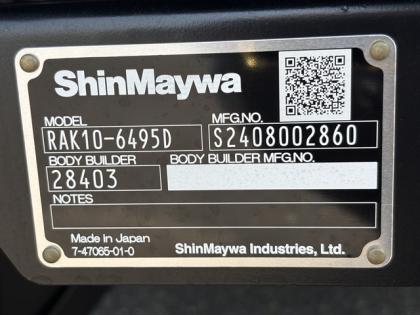 ShinMaywa
MODEL MFG.NO.
RAK10-6495D S2408002860
BODY BUILDER BODY BUILDER MFG.NO.
28403
NOTES
Made in Japan
7-47065-01-0 ShinMaywa Industries, Ltd.